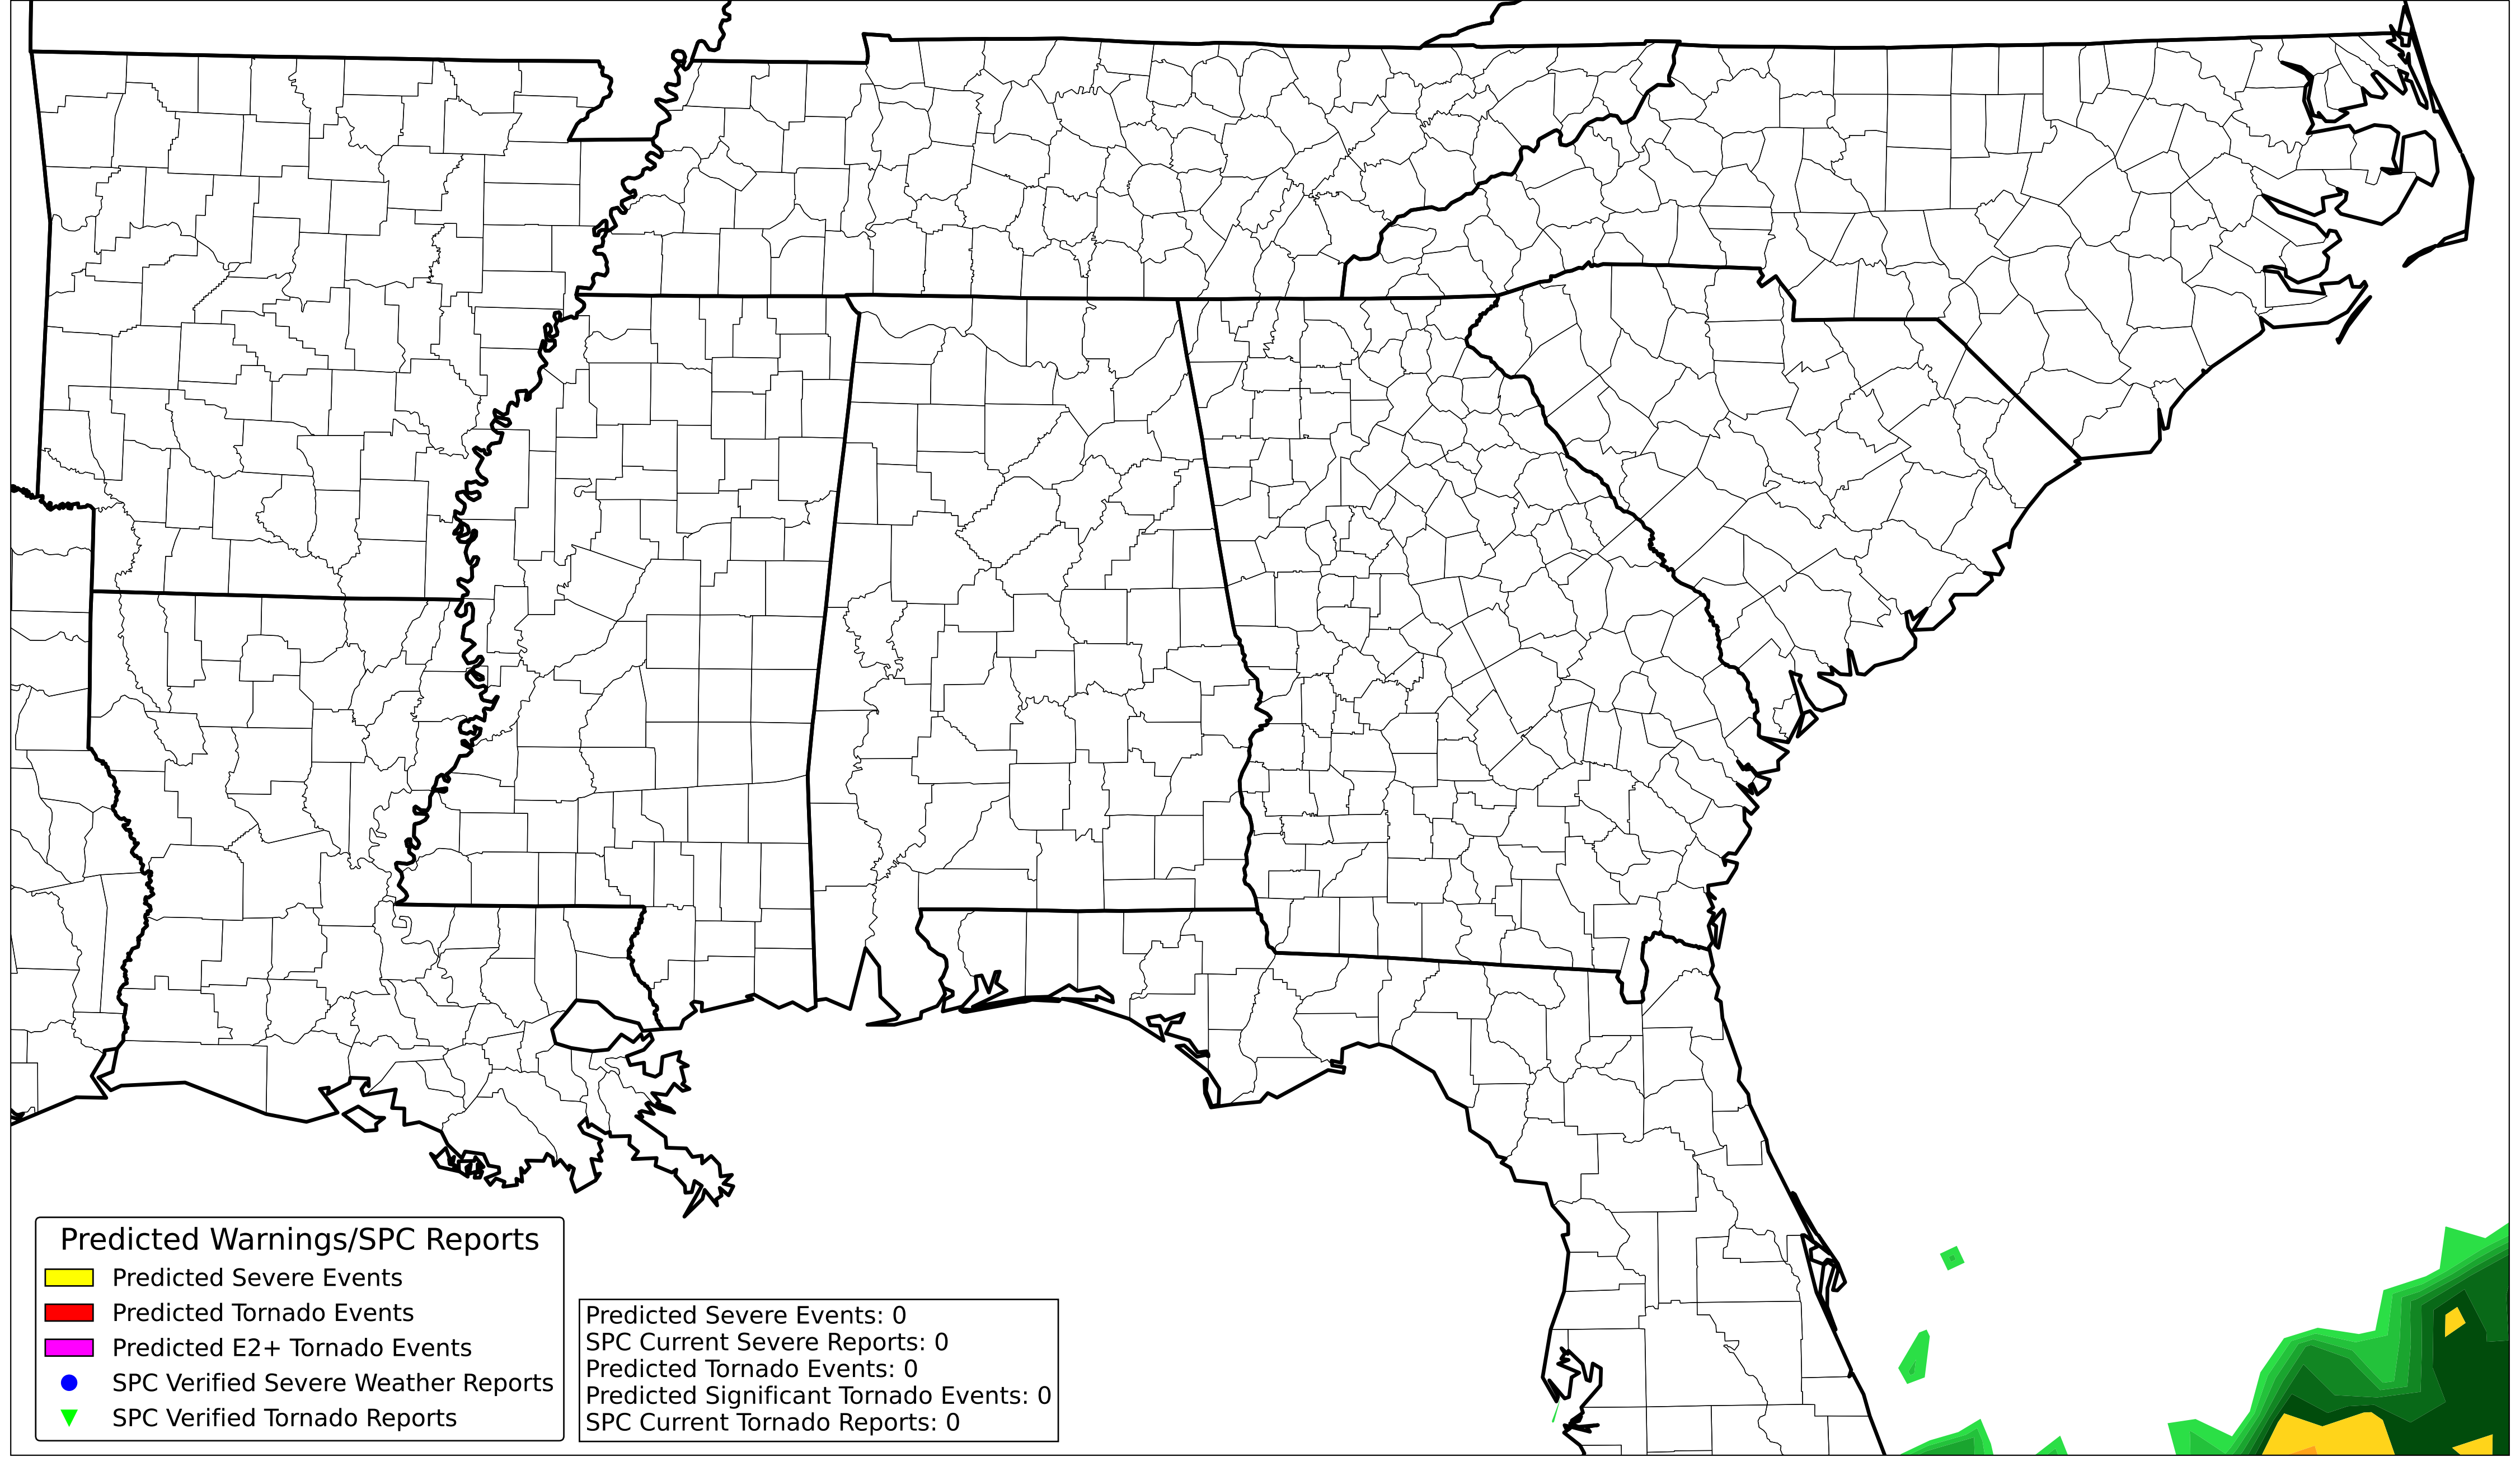 Predicted Warnings/SPC Reports
Predicted Severe Events
Predicted Tornado Events
Predicted E2+ Tornado Events
SPC Verified Severe Weather Reports
SPC Verified Tornado Reports
Predicted Severe Events: 0
SPC Current Severe Reports: 0
Predicted Tornado Events: 0
Predicted Significant Tornado Events: 0
SPC Current Tornado Reports: 0